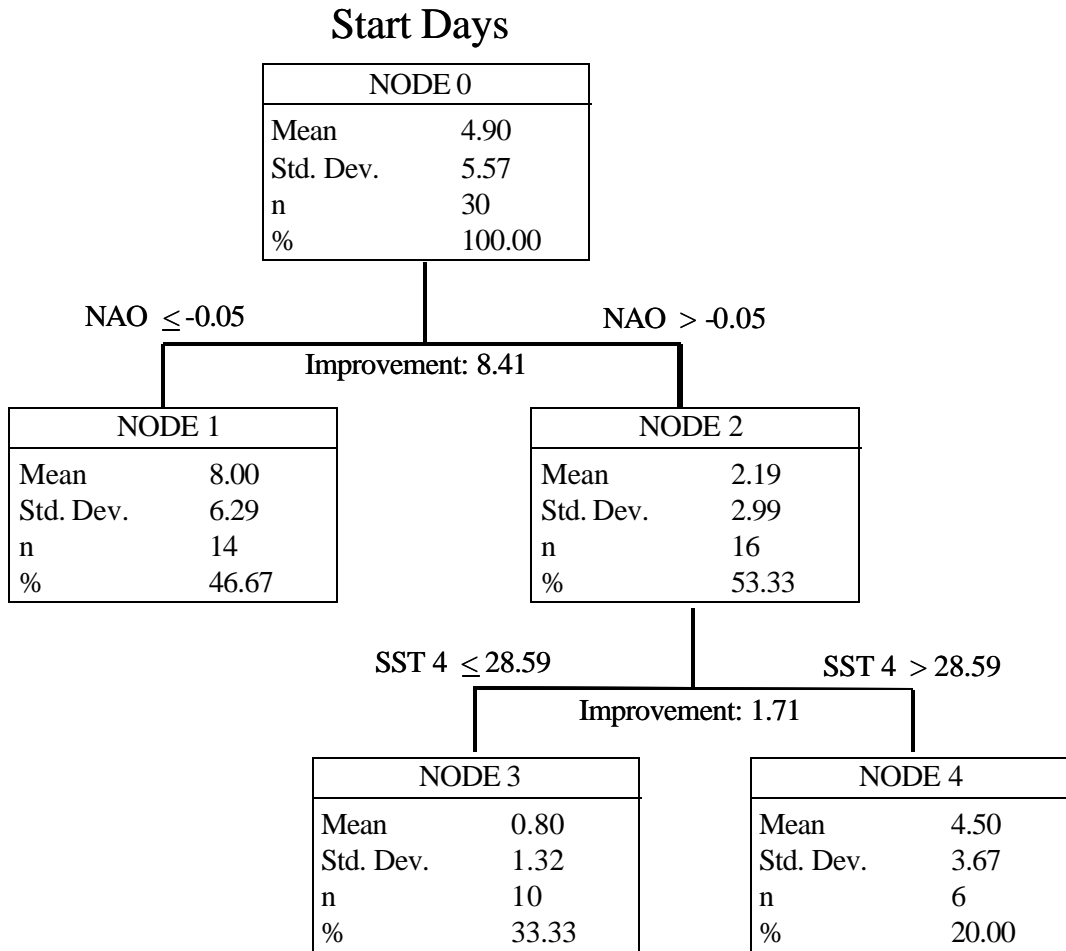 Start Days
NODE 0
Mean 4.90
Std. Dev. 5.57
n 30
% 100.00
NAO ≤ -0.05
NAO > -0.05
Improvement: 8.41
NODE 1
Mean 8.00
Std. Dev. 6.29
n 14
% 46.67
NODE 2
Mean 2.19
Std. Dev. 2.99
n 16
% 53.33
SST 4 ≤ 28.59
SST 4 > 28.59
Improvement: 1.71
NODE 3
Mean 0.80
Std. Dev. 1.32
n 10
% 33.33
NODE 4
Mean 4.50
Std. Dev. 3.67
n 6
% 20.00